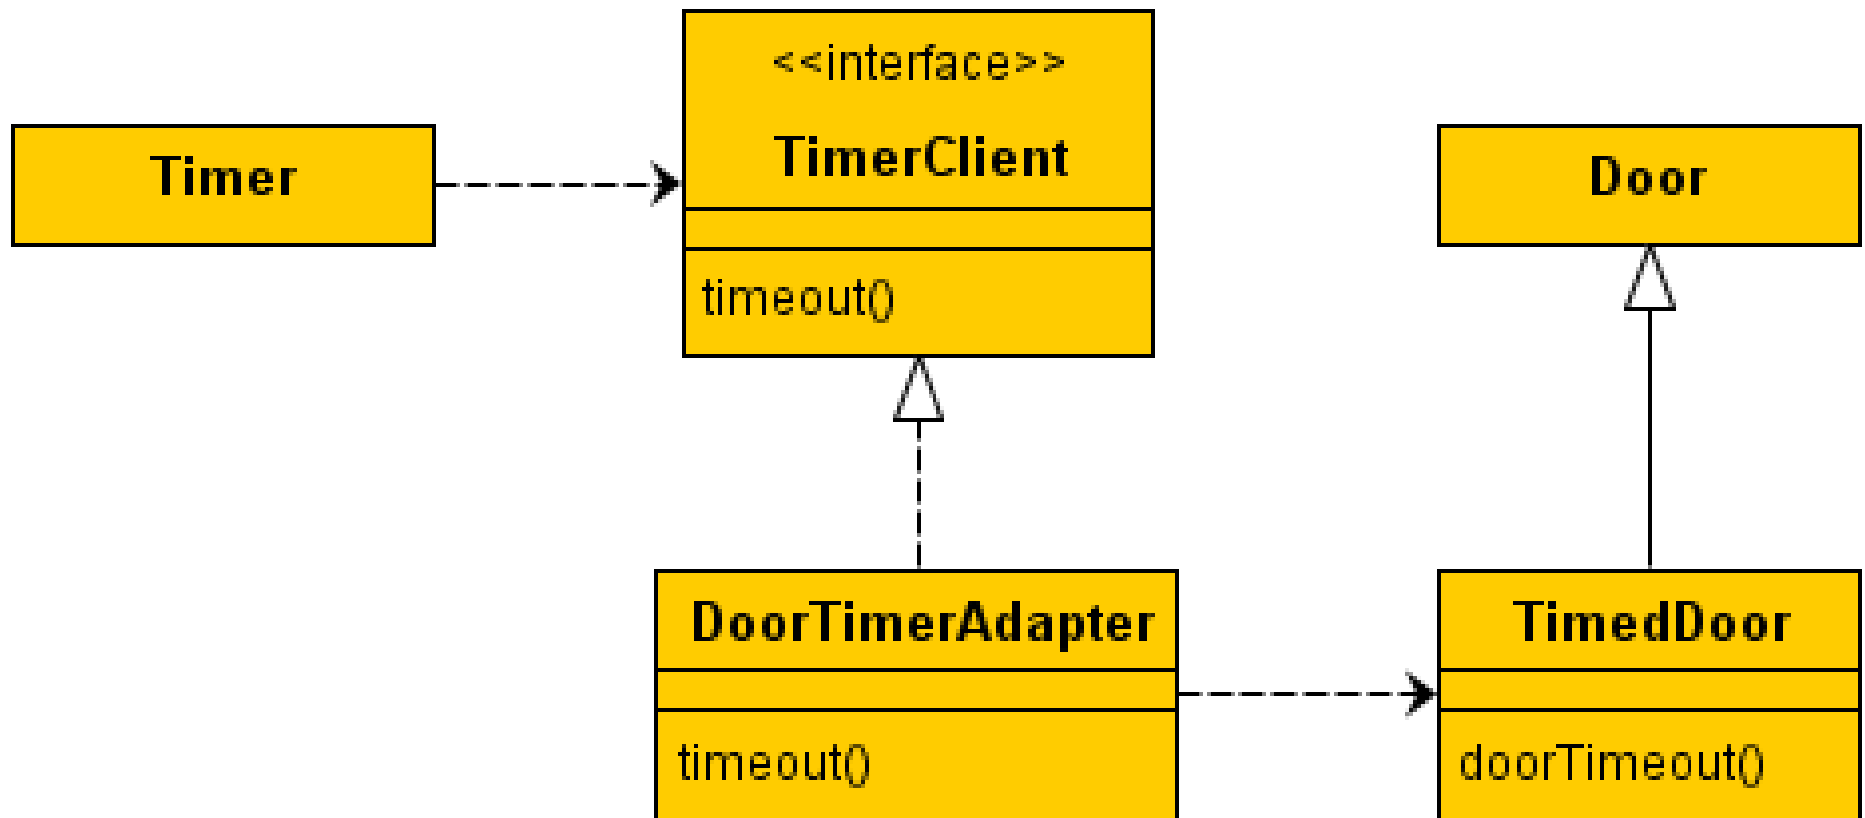 <<interface>>
TimerClient
timeout()
Timer
Door
DoorTimerAdapter
timeout()
TimedDoor
doorTimeout()